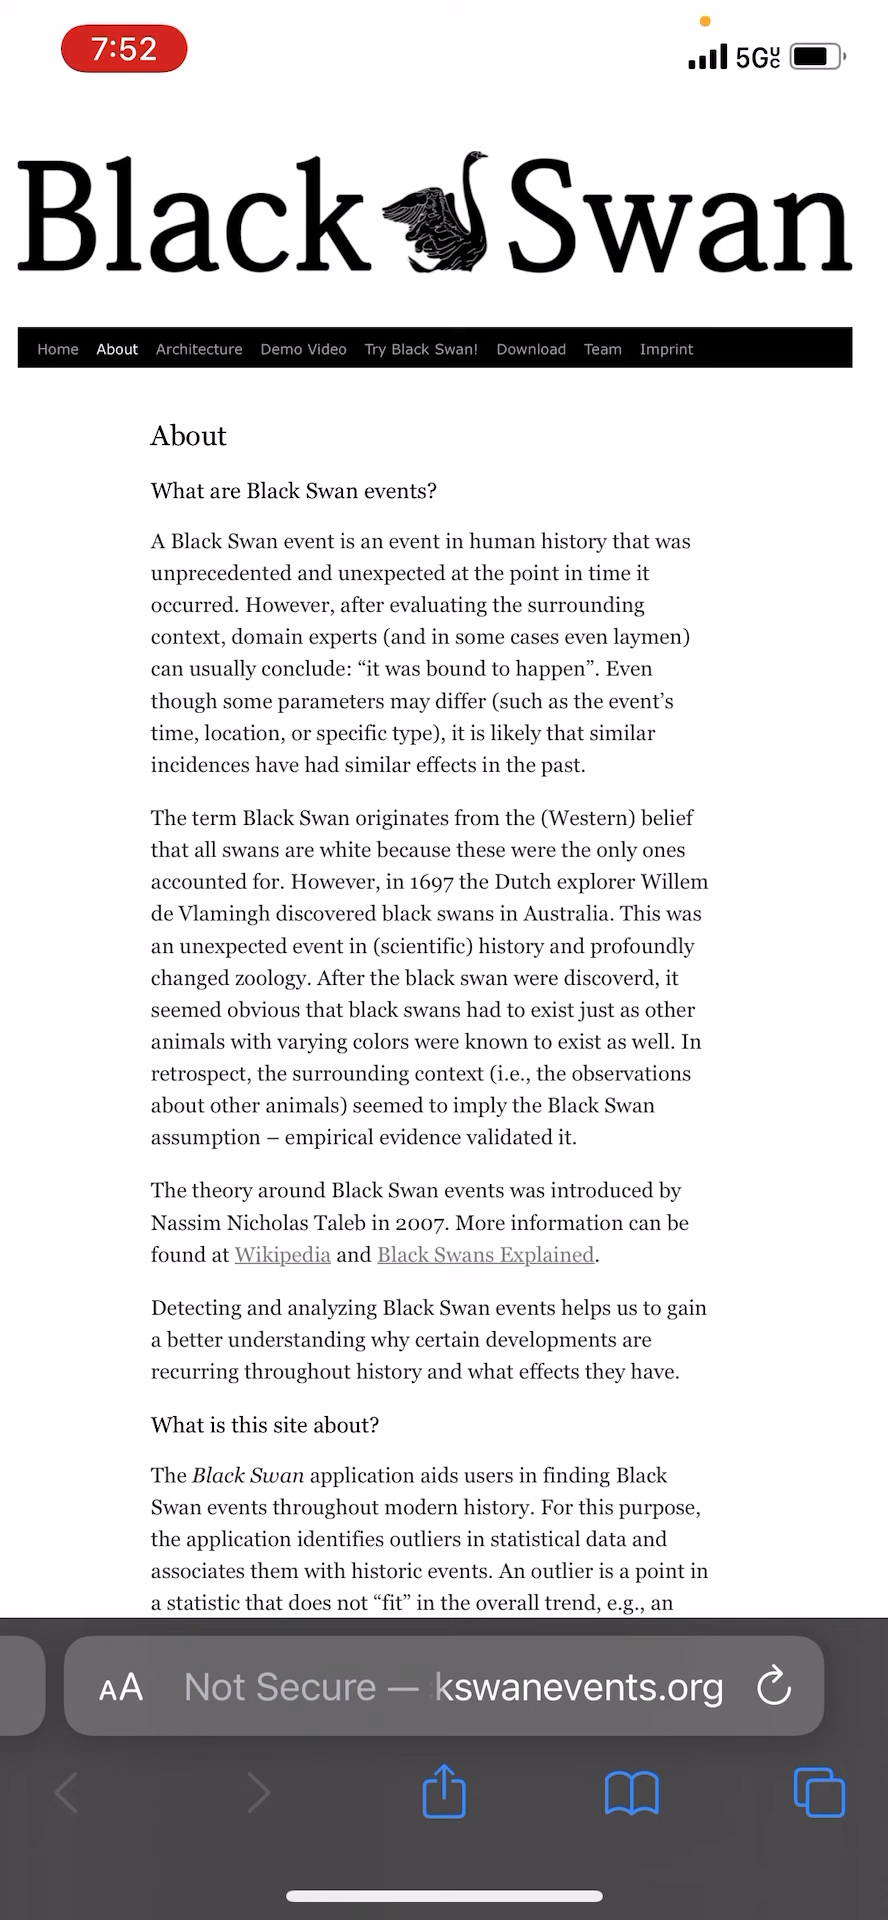 7:52
5GUC
Black Swan
Home About Architecture Demo Video Try Black Swan! Download Team Imprint
About
What are Black Swan events?
A Black Swan event is an event in human history that was
unprecedented and unexpected at the point in time it
occurred. However, after evaluating the surrounding
context, domain experts (and in some cases even laymen)
can usually conclude: “it was bound to happen”. Even
though some parameters may differ (such as the event’s
time, location, or specific type), it is likely that similar
incidences have had similar effects in the past.
The term Black Swan originates from the (Western) belief
that all swans are white because these were the only ones
accounted for. However, in 1697 the Dutch explorer Willem
de Vlamingh discovered black swans in Australia. This was
an unexpected event in (scientific) history and profoundly
changed zoology. After the black swan were discoverd, it
seemed obvious that black swans had to exist just as other
animals with varying colors were known to exist as well. In
retrospect, the surrounding context (i.e., the observations
about other animals) seemed to imply the Black Swan
assumption – empirical evidence validated it.
The theory around Black Swan events was introduced by
Nassim Nicholas Taleb in 2007. More information can be
found at Wikipedia and Black Swans Explained.
Detecting and analyzing Black Swan events helps us to gain
a better understanding why certain developments are
recurring throughout history and what effects they have.
What is this site about?
The Black Swan application aids users in finding Black
Swan events throughout modern history. For this purpose,
the application identifies outliers in statistical data and
associates them with historic events. An outlier is a point in
a statistic that does not “fit” in the overall trend, e.g., an
AA Not Secure — kswanevents.org